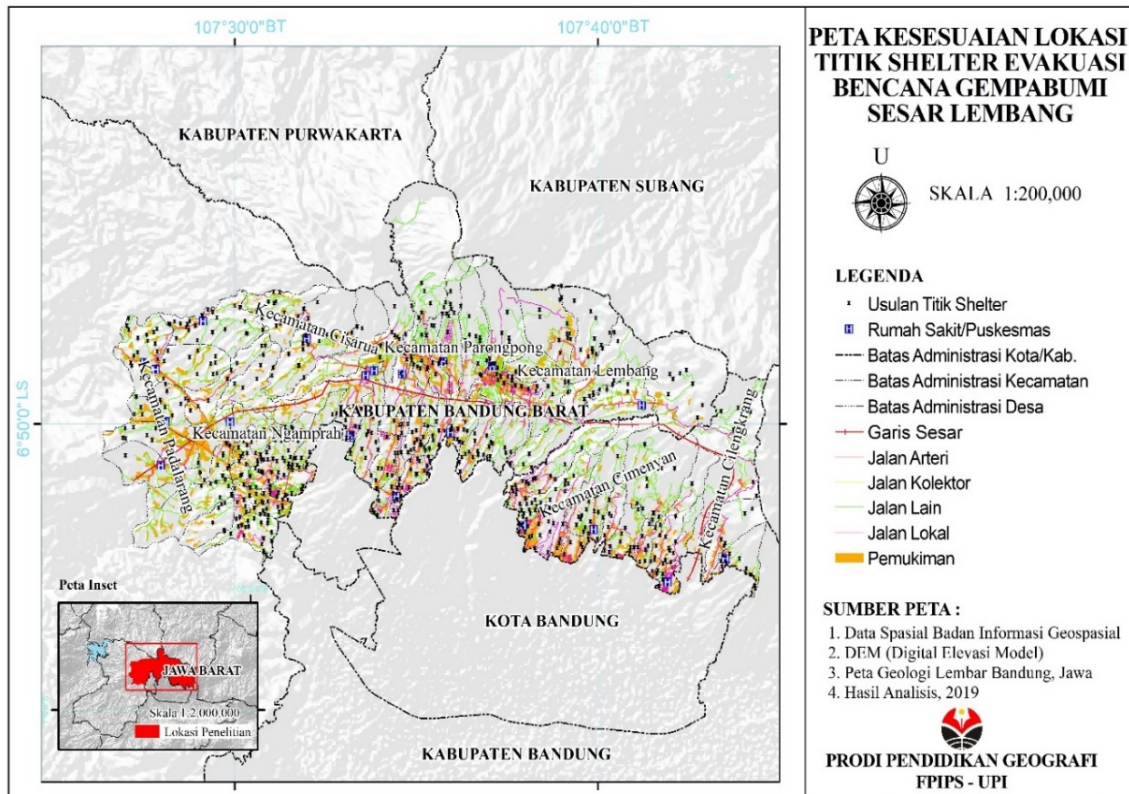 107°30'0"BT
107°40'0"BT
6°50'0" LS
KABUPATEN PURWAKARTA
KABUPATEN SUBANG
Kecamatan Cisarua
Kecamatan Parongpong
Kecamatan Lembang
KABUPATEN BANDUNG BARAT
Kecamatan Ngamprah
Kecamatan Padalarang
Kecamatan Cimenyan
Kecamatan Cilengkrang
KOTA BANDUNG
KABUPATEN BANDUNG
Peta Inset
JAWA BARAT
Skala 1:2.000.000
Lokasi Penelitian
PETA KESESUAIAN LOKASI
TITIK SHELTER EVAKUASI
BENCANA GEMPABUMI
SESAR LEMBANG
U
SKALA 1:200,000
LEGENDA
Usulan Titik Shelter
H Rumah Sakit/Puskesmas
Batas Administrasi Kota/Kab.
Batas Administrasi Kecamatan
Batas Administrasi Desa
Garis Sesar
Jalan Arteri
Jalan Kolektor
Jalan Lain
Jalan Lokal
Pemukiman
SUMBER PETA :
1. Data Spasial Badan Informasi Geospasial
2. DEM (Digital Elevasi Model)
3. Peta Geologi Lembar Bandung, Jawa
4. Hasil Analisis, 2019
PRODI PENDIDIKAN GEOGRAFI
FPIPS - UPI